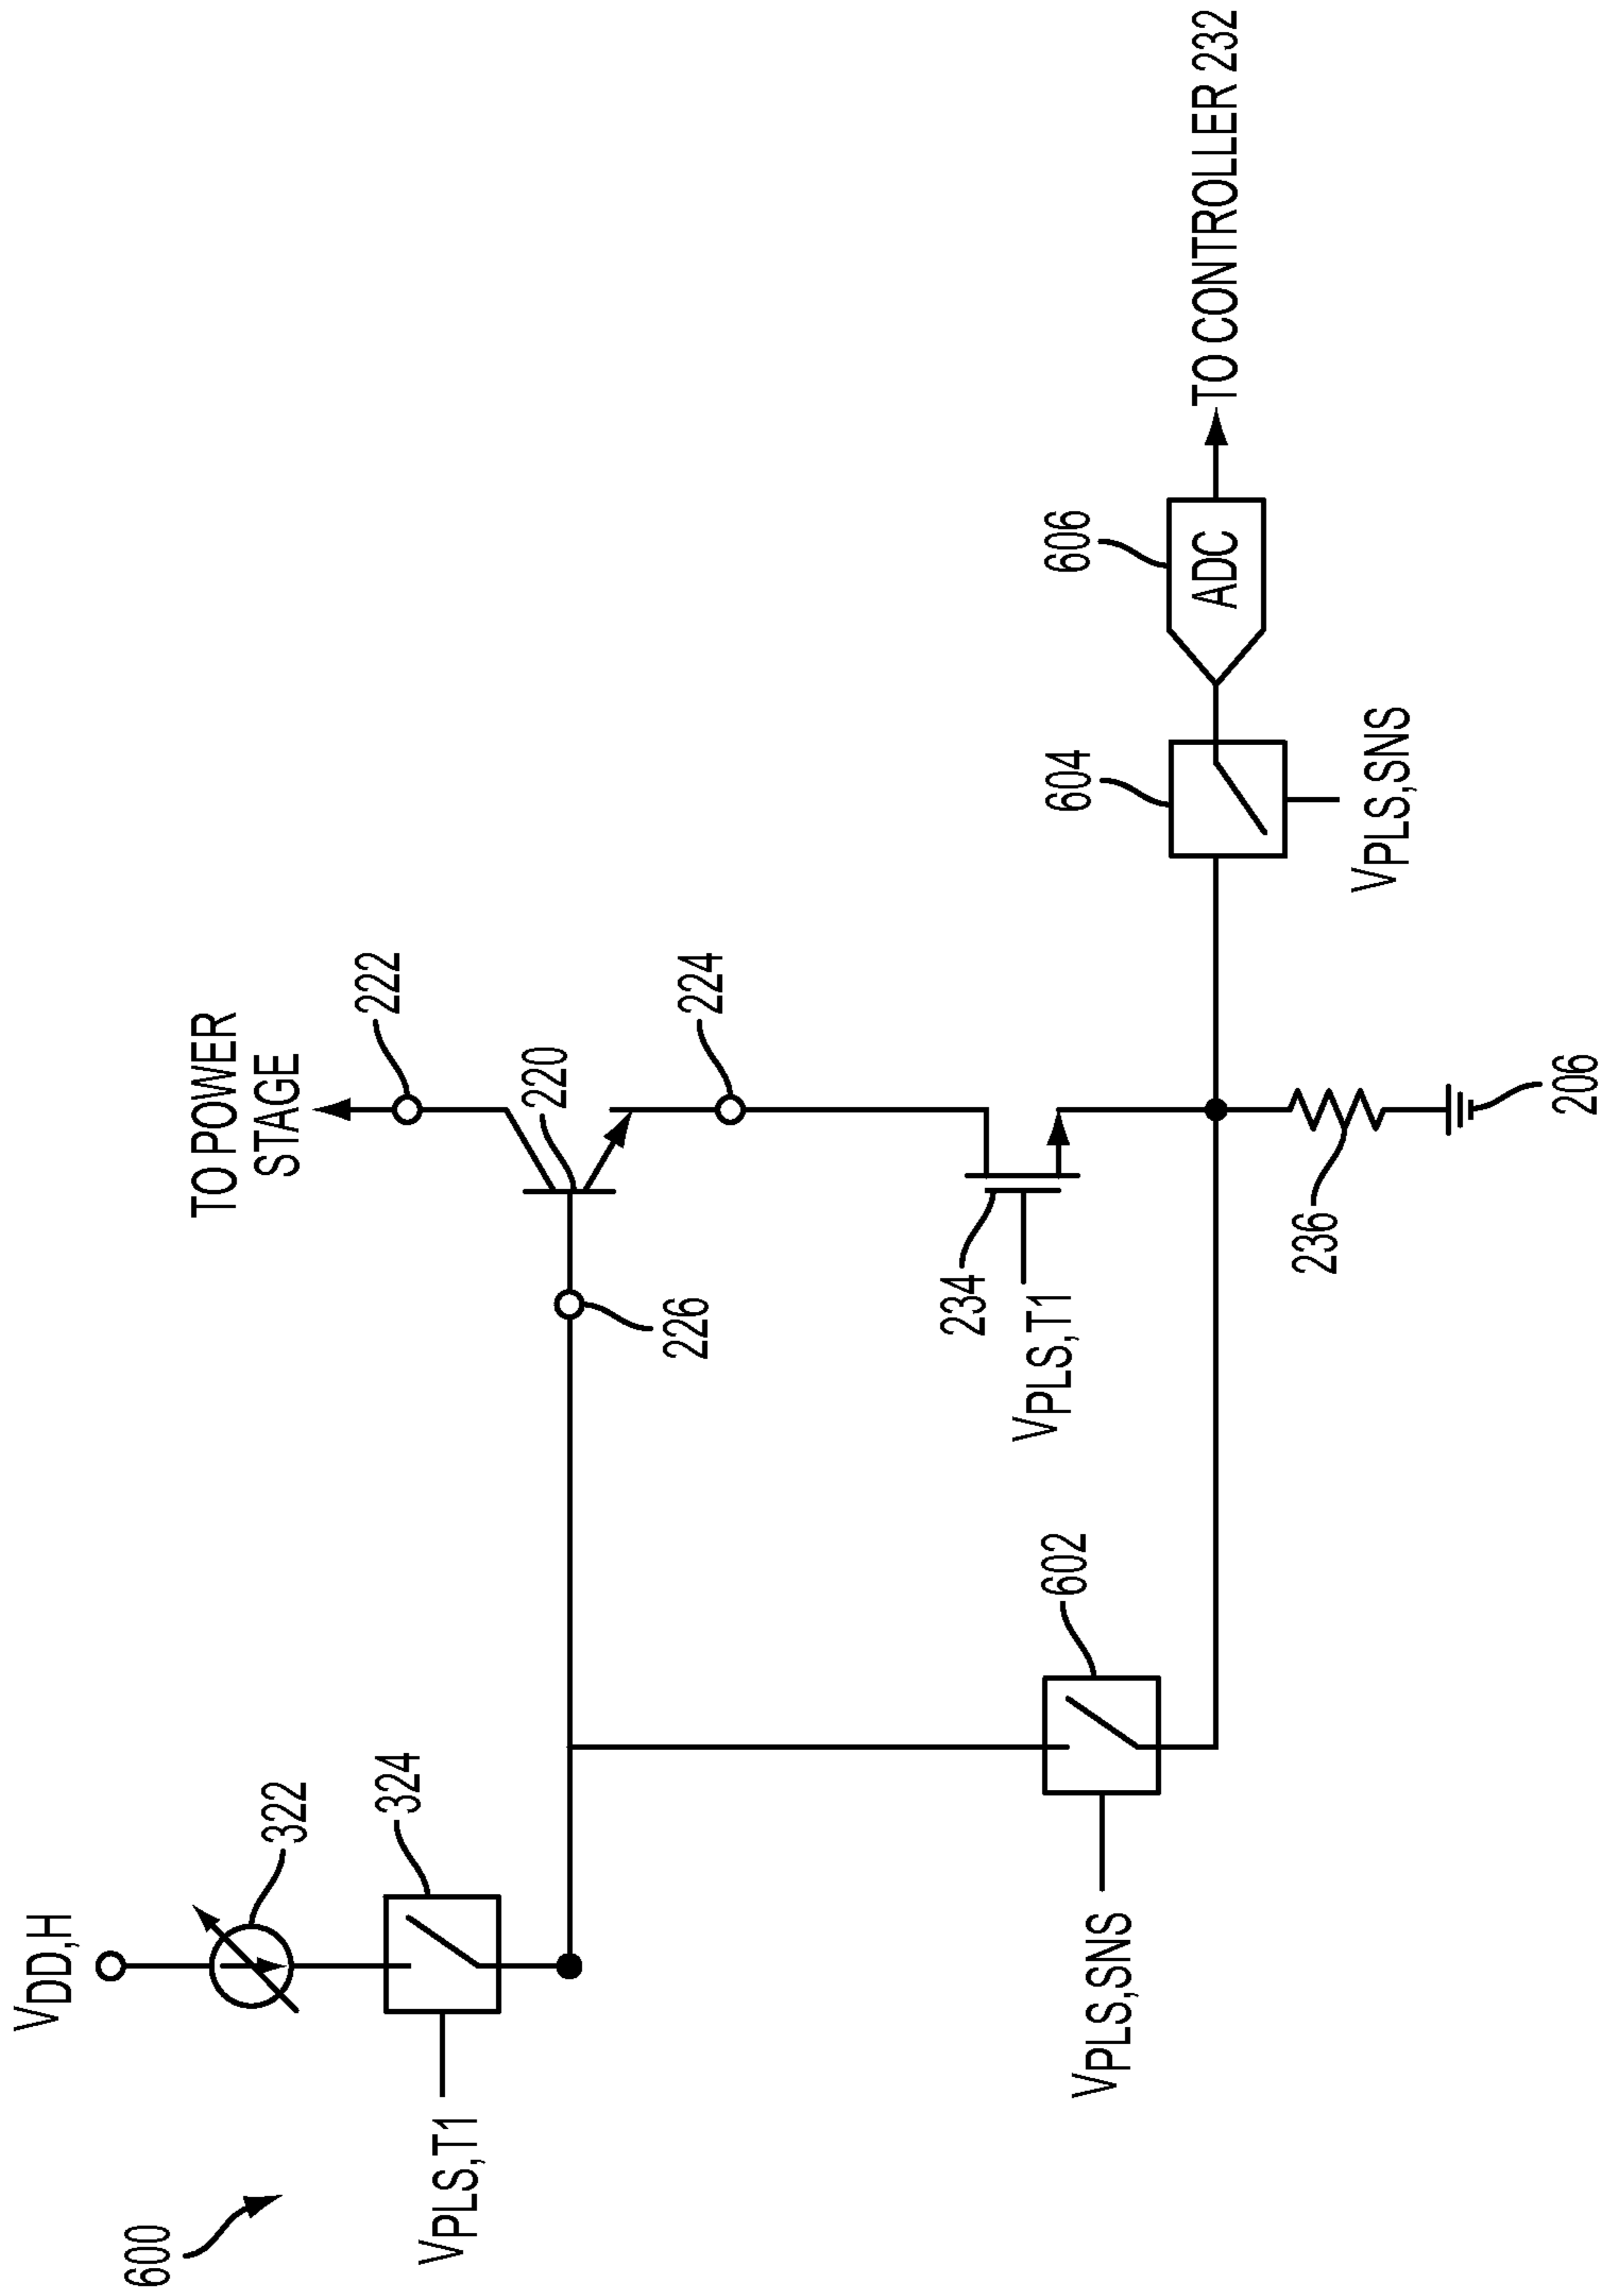 600
VDD,H
322
324
VPLS,T1
TO POWER
STAGE
222
220
226
224
234
VPLS,T1
602
VPLS,SNS
604
606
ADC
TO CONTROLLER 232
VPLS,SNS
236
206